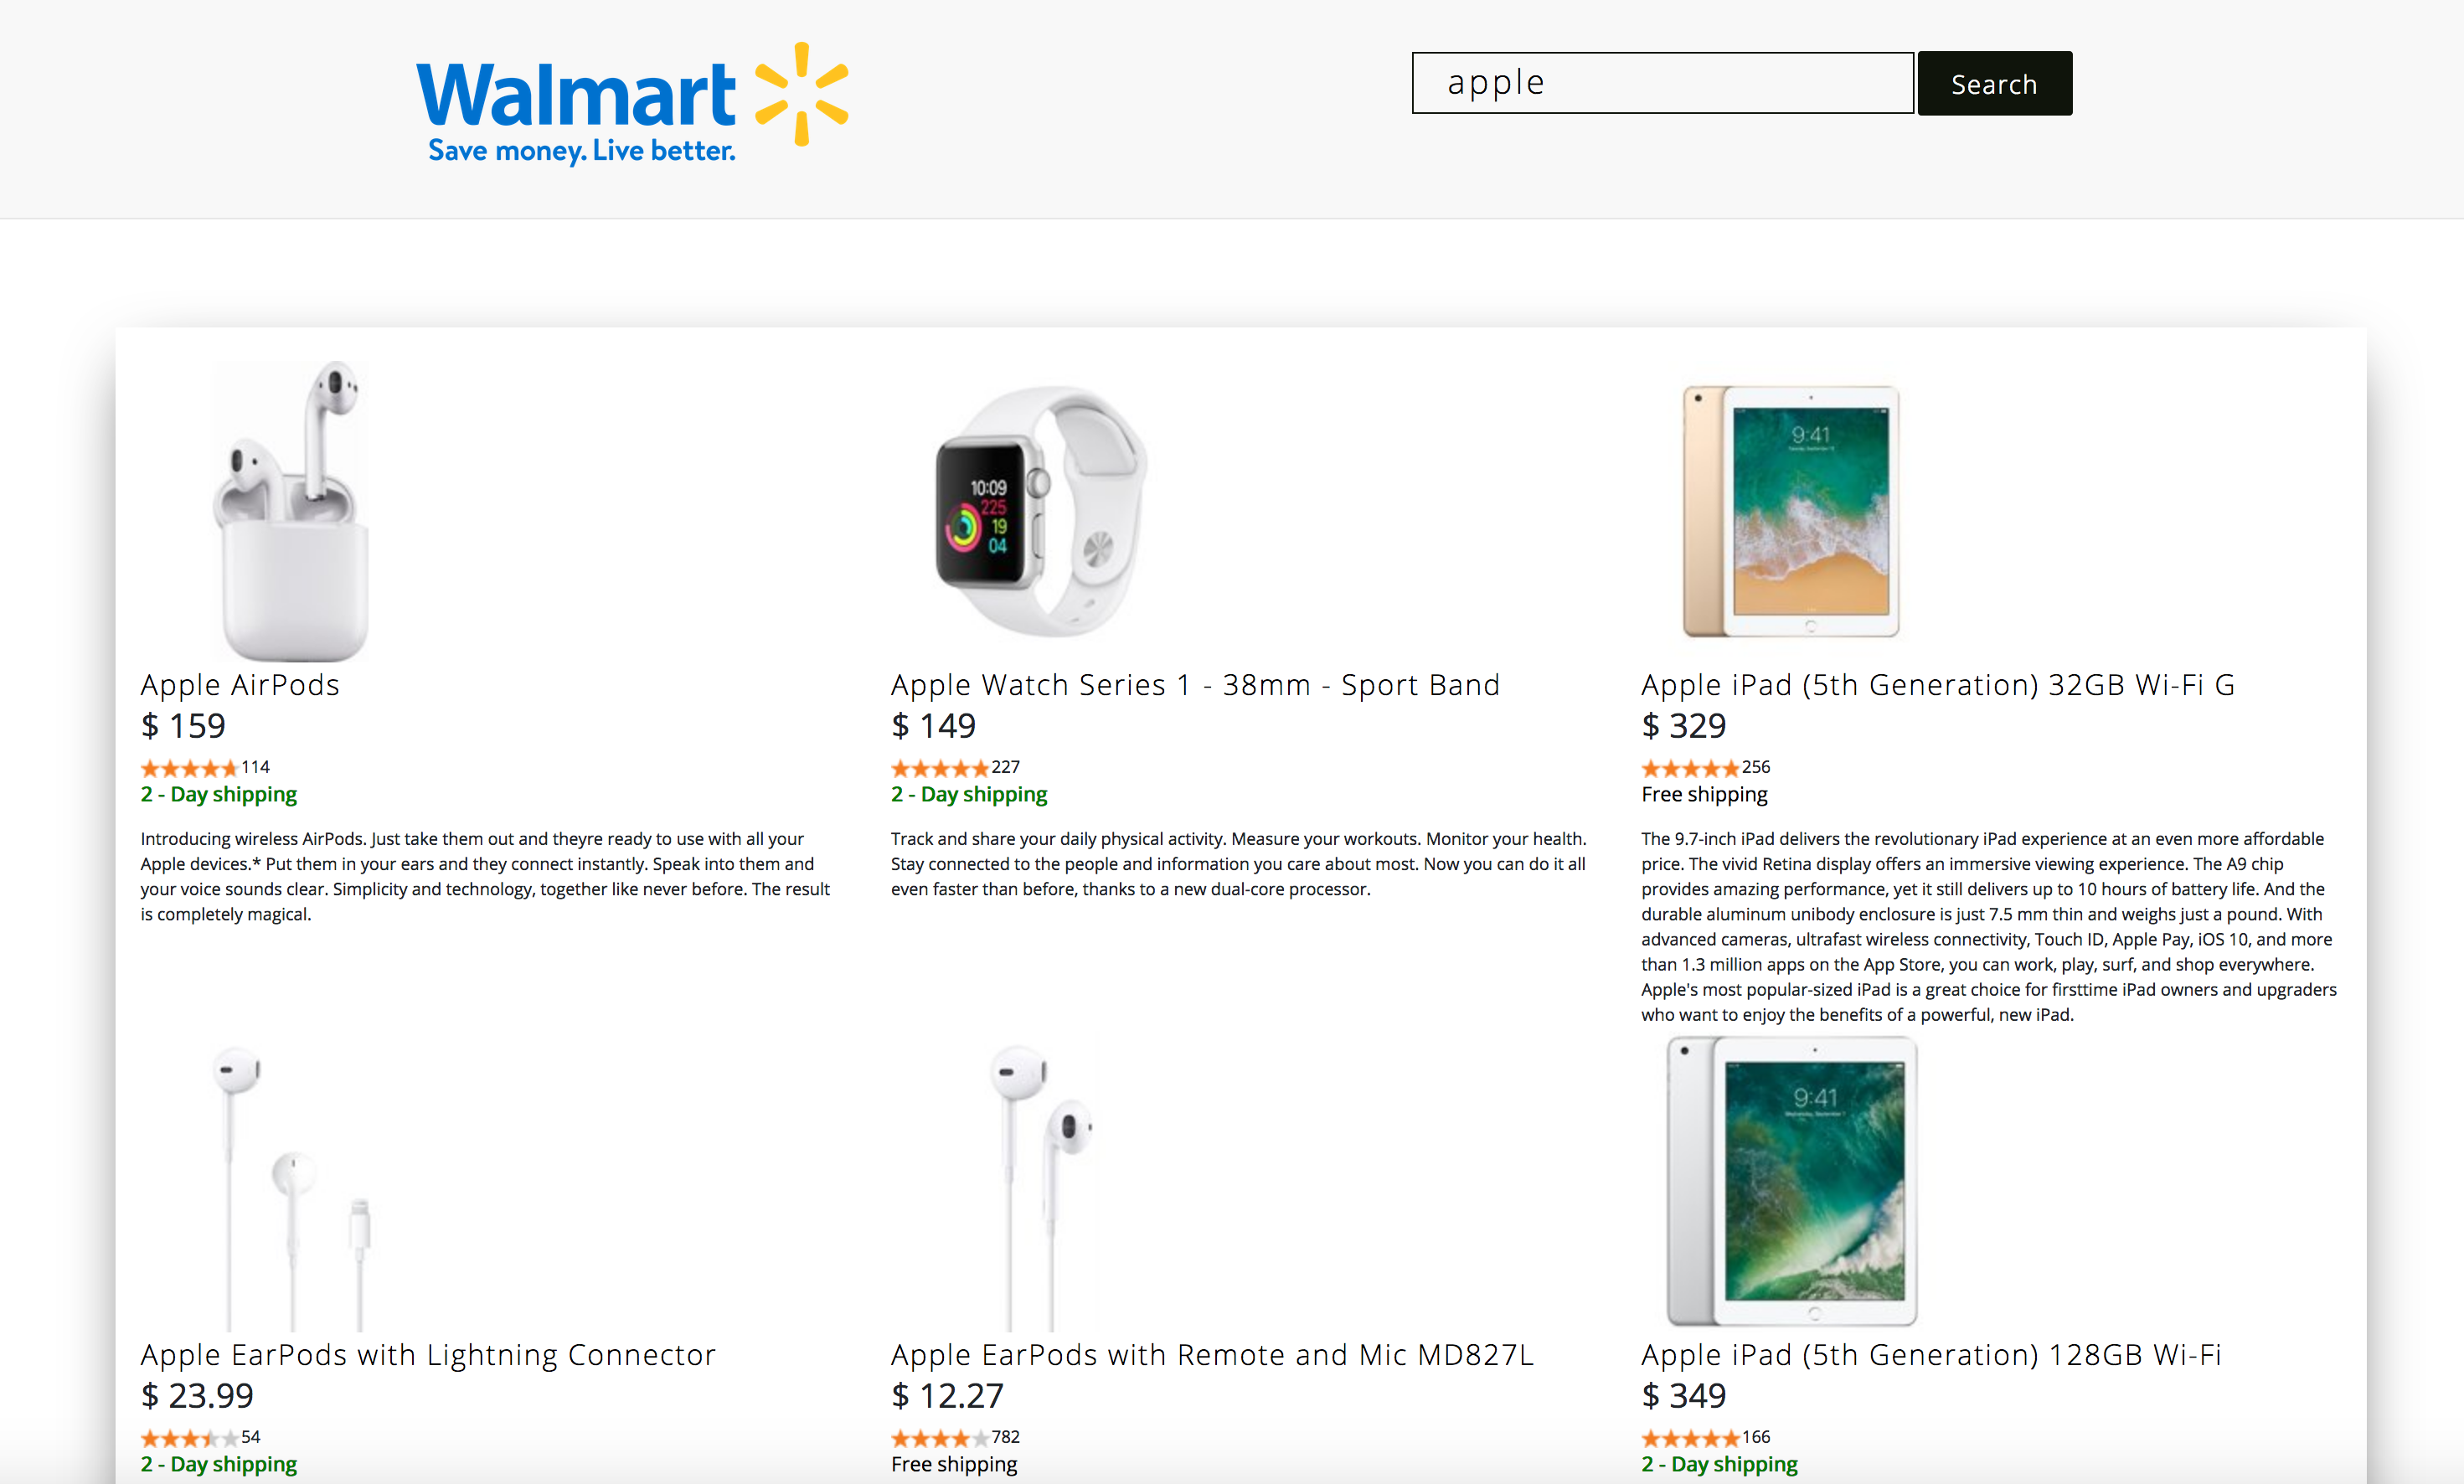 Walmart
Save money. Live better.
apple
Search
10:09
225
19
04
9:41
Apple AirPods
$ 159
114
2 - Day shipping
Introducing wireless AirPods. Just take them out and theyre ready to use with all your
Apple devices.* Put them in your ears and they connect instantly. Speak into them and
your voice sounds clear. Simplicity and technology, together like never before. The result
is completely magical.
Apple Watch Series 1 - 38mm - Sport Band
$ 149
227
2 - Day shipping
Track and share your daily physical activity. Measure your workouts. Monitor your health.
Stay connected to the people and information you care about most. Now you can do it all
even faster than before, thanks to a new dual-core processor.
Apple iPad (5th Generation) 32GB Wi-Fi G
$ 329
256
Free shipping
The 9.7-inch iPad delivers the revolutionary iPad experience at an even more affordable
price. The vivid Retina display offers an immersive viewing experience. The A9 chip
provides amazing performance, yet it still delivers up to 10 hours of battery life. And the
durable aluminum unibody enclosure is just 7.5 mm thin and weighs just a pound. With
advanced cameras, ultrafast wireless connectivity, Touch ID, Apple Pay, iOS 10, and more
than 1.3 million apps on the App Store, you can work, play, surf, and shop everywhere.
Apple's most popular-sized iPad is a great choice for firsttime iPad owners and upgraders
who want to enjoy the benefits of a powerful, new iPad.
9:41
Apple EarPods with Lightning Connector
$ 23.99
54
2 - Day shipping
Apple EarPods with Remote and Mic MD827L
$ 12.27
782
Free shipping
Apple iPad (5th Generation) 128GB Wi-Fi
$ 349
166
2 - Day shipping